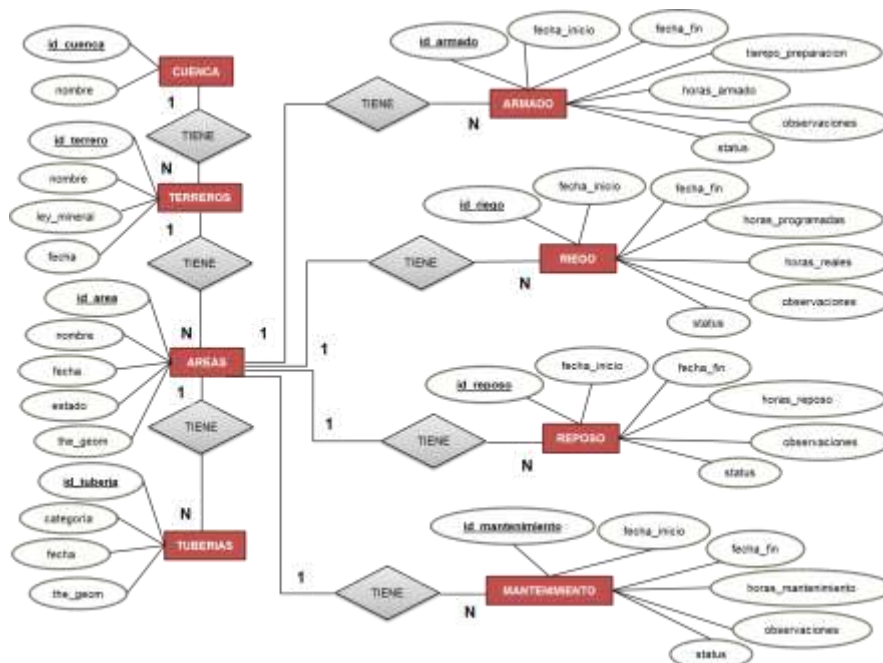 id_cuenca
CUENCA
nombre
1
TIENE
id_terrero
N
nombre
TERREROS
ley_mineral
1
fecha
TIENE
id_area
N
nombre
AREAS
fecha
1
estado
TIENE
the_geom
id_tuberia
N
categoria
TUBERIAS
fecha
the_geom
1
TIENE
N
id_armado
fecha_inicio
fecha_fin
tiempo_preparacion
ARMADO
horas_armado
observaciones
status
1
TIENE
N
id_riego
fecha_inicio
fecha_fin
horas_programadas
RIEGO
horas_reales
observaciones
status
1
TIENE
N
id_reposo
fecha_inicio
fecha_fin
horas_reposo
REPOSO
observaciones
status
1
TIENE
N
id_mantenimiento
fecha_inicio
fecha_fin
MANTENIMIENTO
horas_mantenimiento
observaciones
status